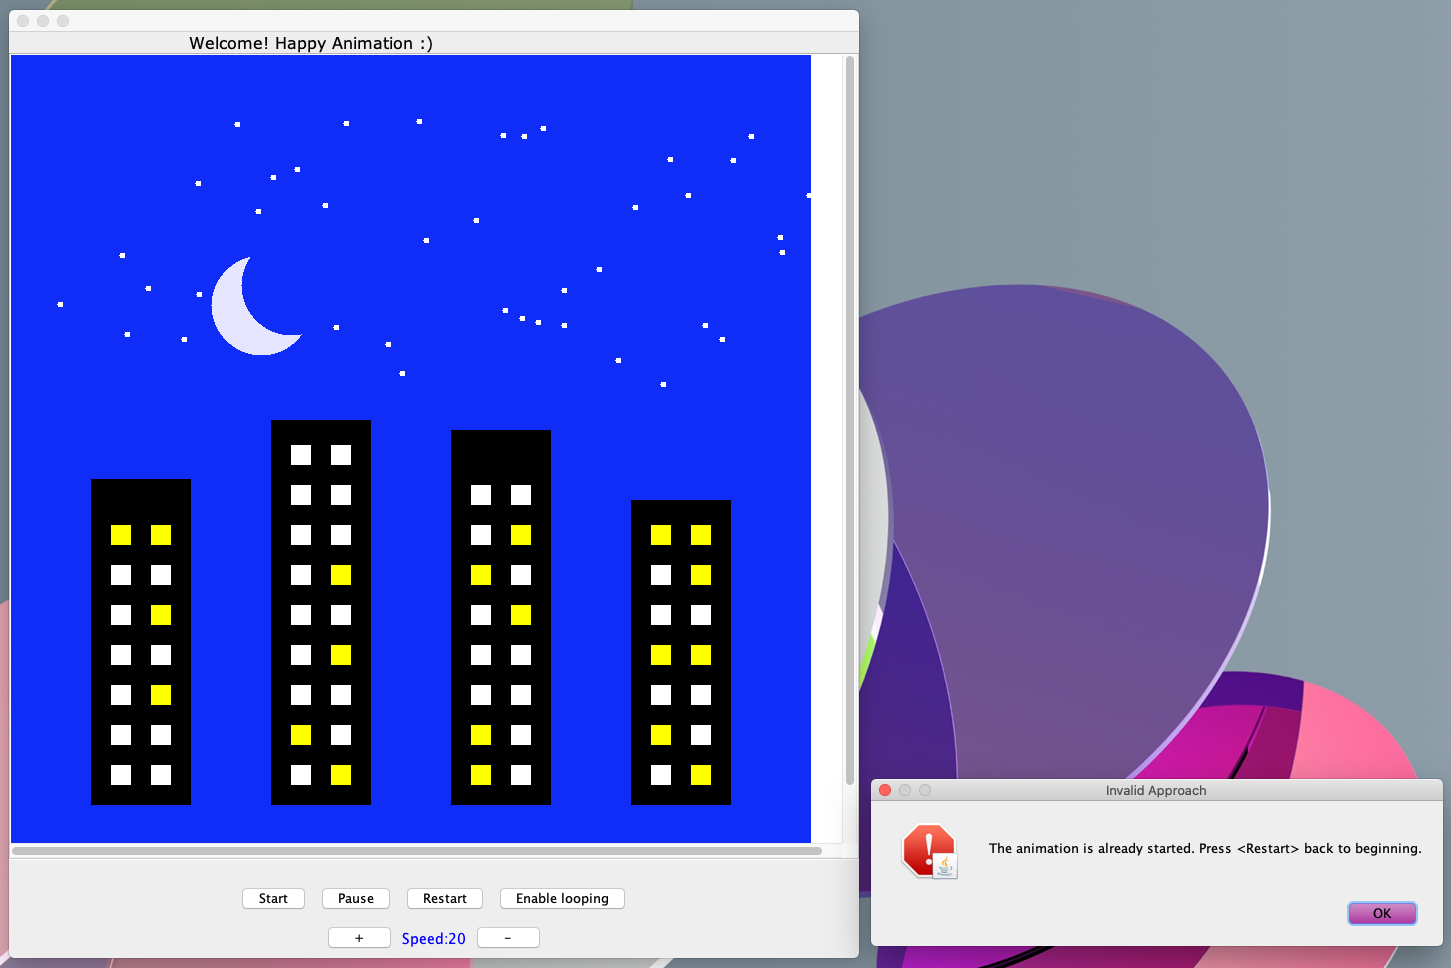 Welcome! Happy Animation :)
Start
Pause
Restart
Enable looping
+
Speed:20
-
Invalid Approach
The animation is already started. Press <Restart> back to beginning.
OK